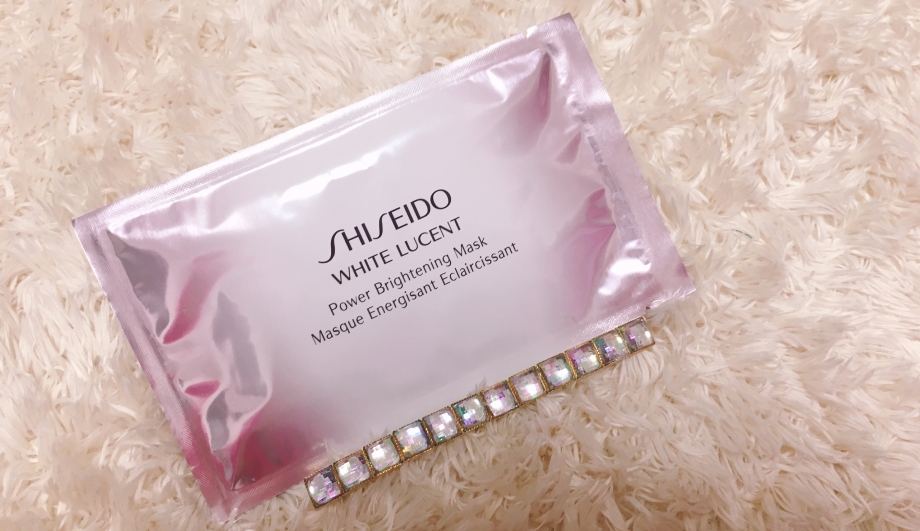 SHISEIDO
WHITE LUCENT
Power Brightening Mask
Masque Energisant Eclaircissant